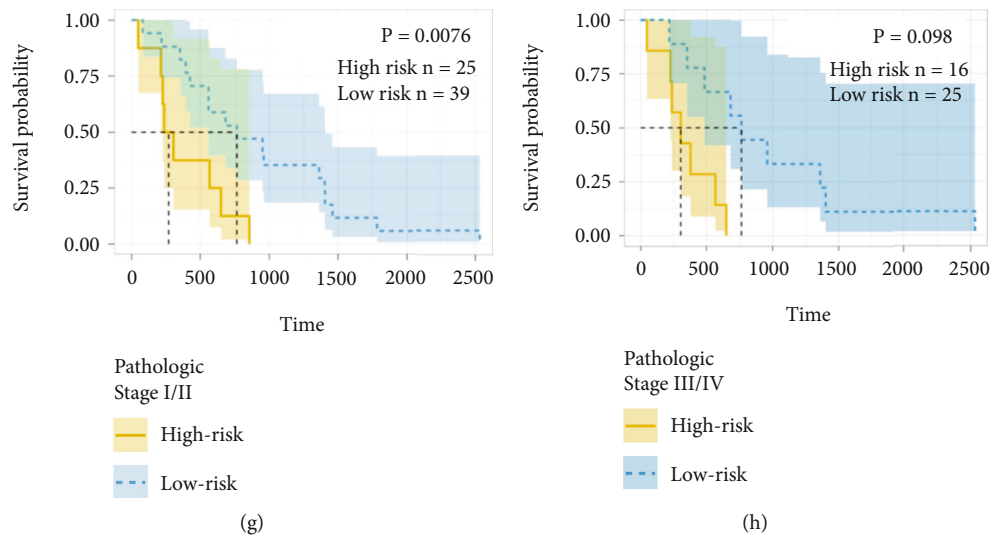 Survival probability
1.00
0.75
0.50
0.25
0.00
P = 0.0076
High risk n = 25
Low risk n = 39
0 500 1000 1500 2000 2500
Time
Pathologic
Stage I/II
High-risk
Low-risk
(g)
Survival probability
1.00
0.75
0.50
0.25
0.00
P = 0.098
High risk n = 16
Low risk n = 25
0 500 1000 1500 2000 2500
Time
Pathologic
Stage III/IV
High-risk
Low-risk
(h)